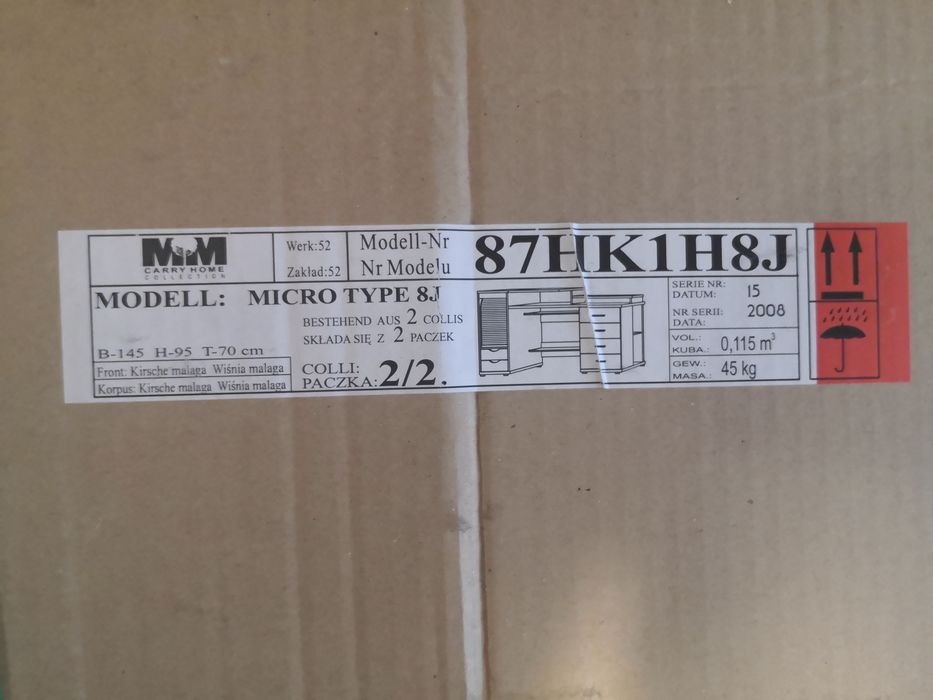 M M
CARRY HOME
COLLECTION
Werk:52
Zakład:52
Modell-Nr
Nr Modelu
87HK1H8J
MODELL: MICRO TYPE 8J
BESTEHEND AUS 2 COLLIS
SKŁADA SIĘ Z 2 PACZEK
B-145 H-95 T-70 cm
Front: Kirsche malaga Wiśnia malaga
Korpus: Kirsche malaga Wiśnia malaga
COLLI:
PACZKA: 2/2.
SERIE NR: 15
DATUM:
NR SERII: 2008
DATA:
VOL.:
KUBA.: 0,115 m³
GEW.:
MASA.: 45 kg